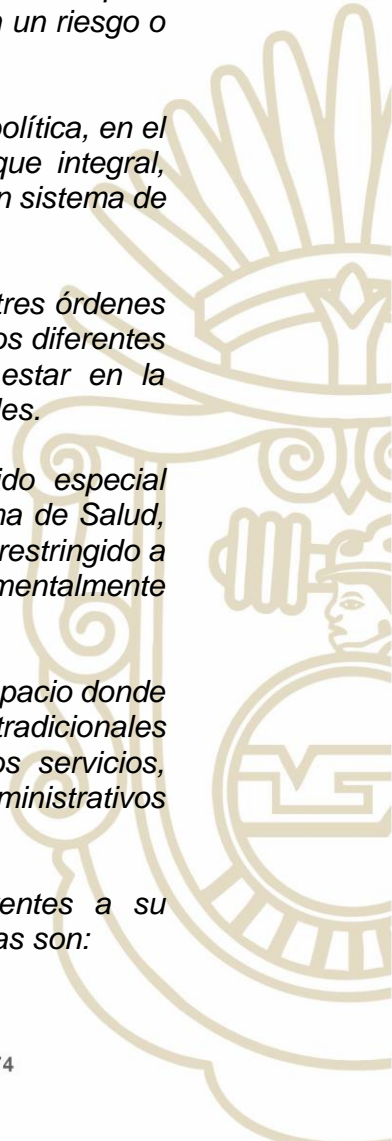 un riesgo o
política, en el
que integral,
n sistema de
tres órdenes
os diferentes
estar en la
les.
ido especial
na de Salud,
restringido a
mentalmente
pacio donde
tradicionales
os servicios,
ministrativos
entes a su
as son:
74